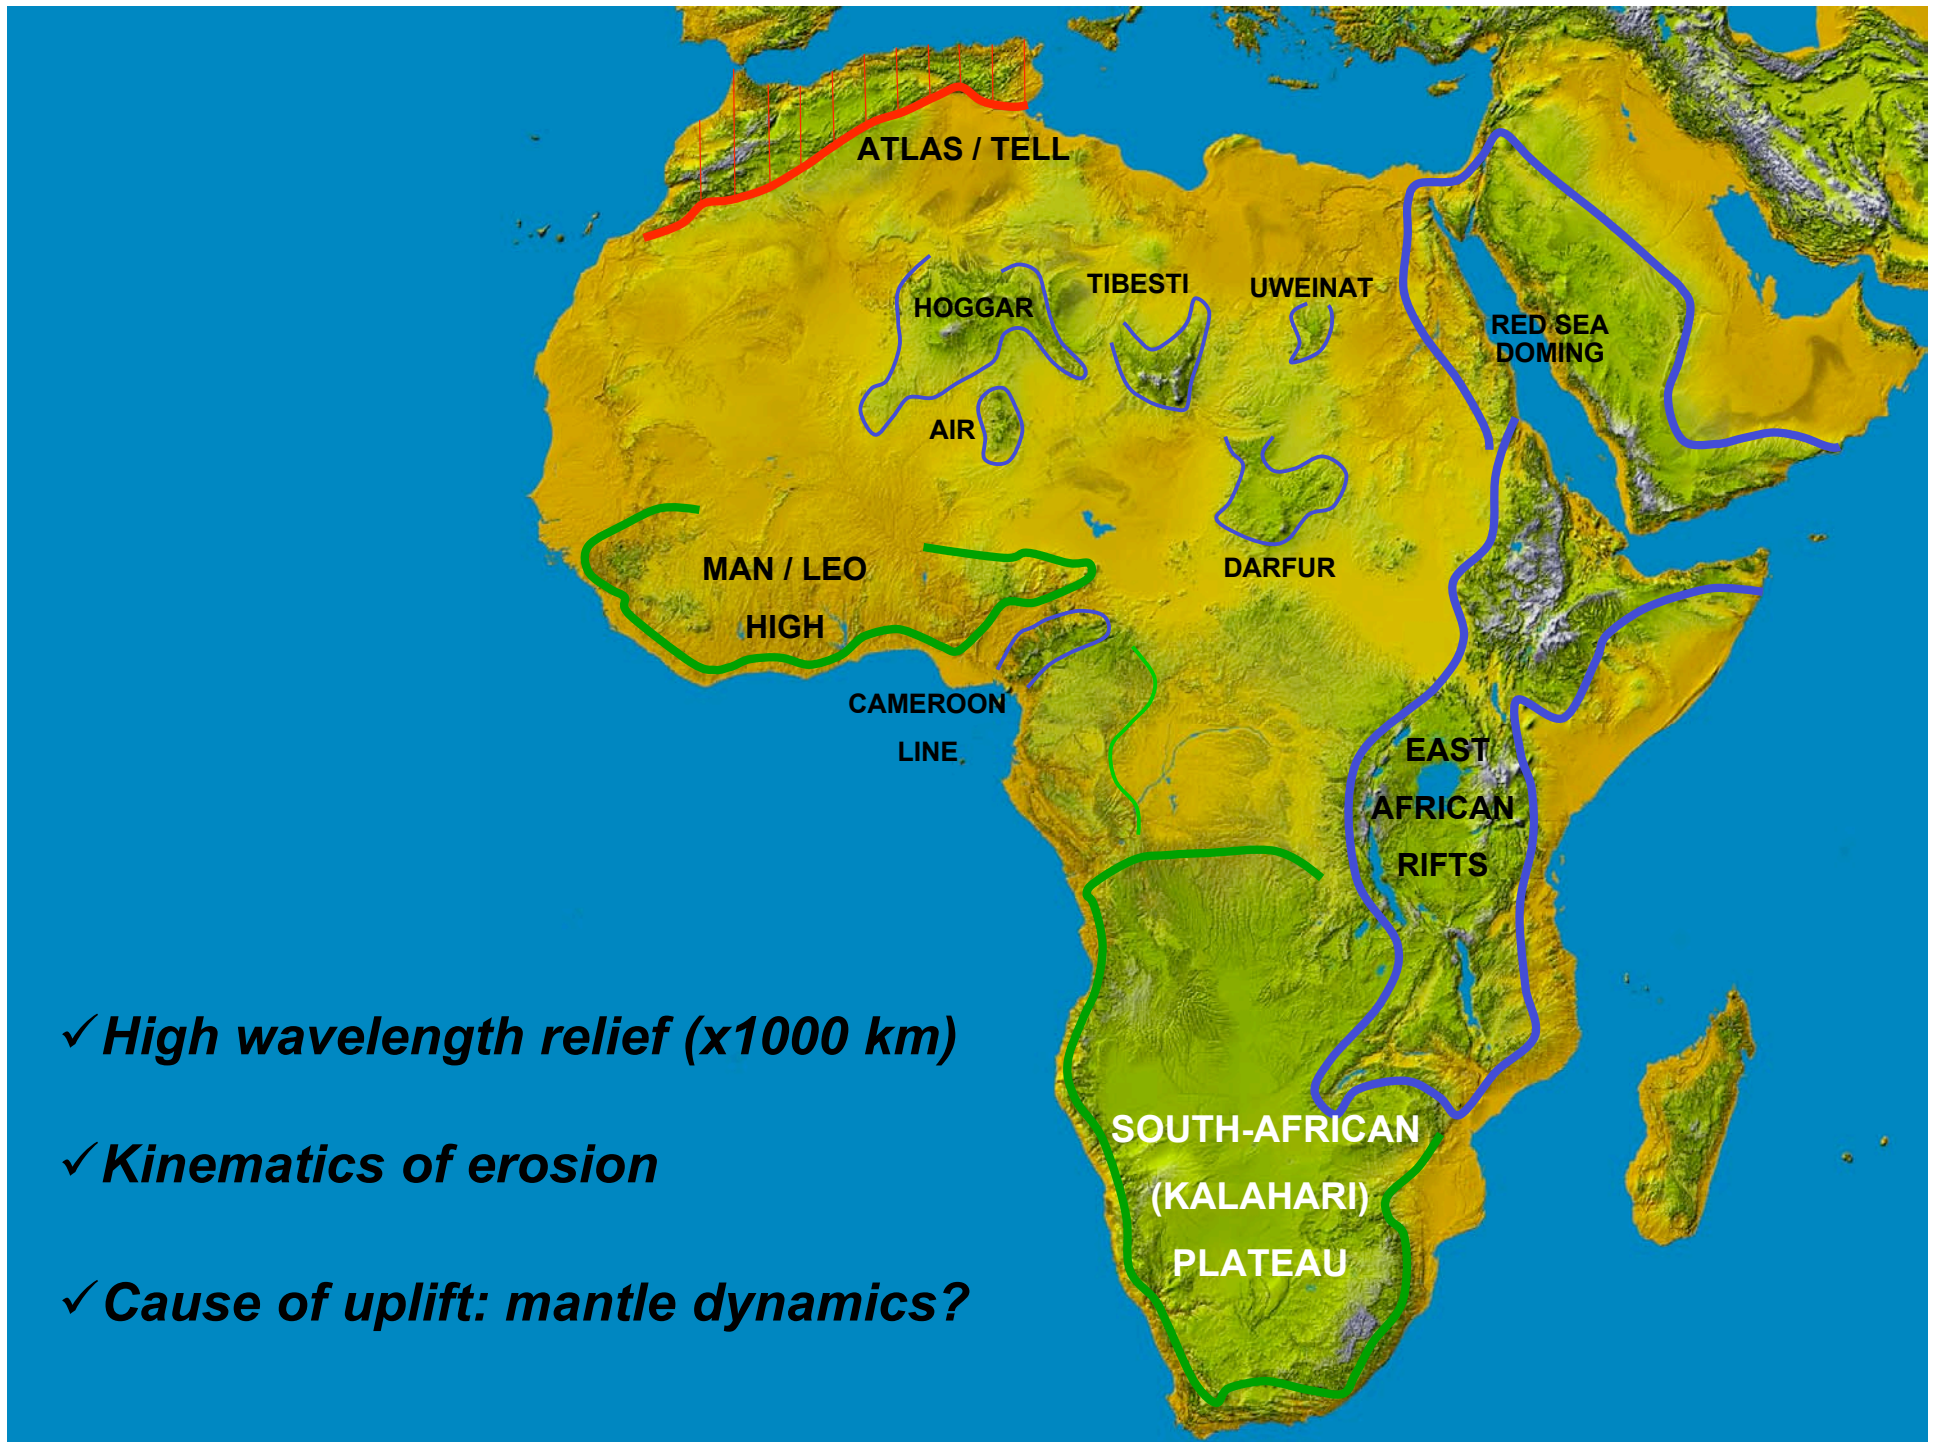 ATLAS / TELL
TIBESTI
UWEINAT
HOGGAR
RED SEA
DOMING
AIR
MAN / LEO
HIGH
DARFUR
CAMEROON
LINE
EAST
AFRICAN
RIFTS
✓High wavelength relief (x1000 km)
SOUTH-AFRICAN
(KALAHARI)
PLATEAU
✓Kinematics of erosion
✓Cause of uplift: mantle dynamics?